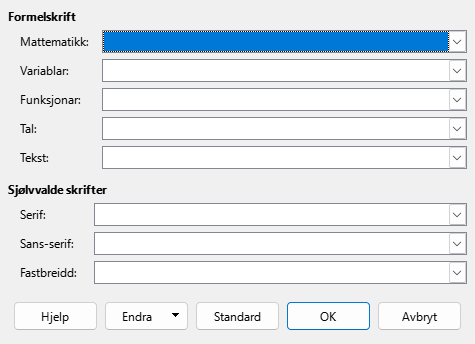 Formelskrift
Mattematikk:
Variablar:
Funksjonar:
Tal:
Tekst:
Sjølvvalde skrifter
Serif:
Sans-serif:
Fastbreidd:
Hjelp Endra Standard OK Avbryt